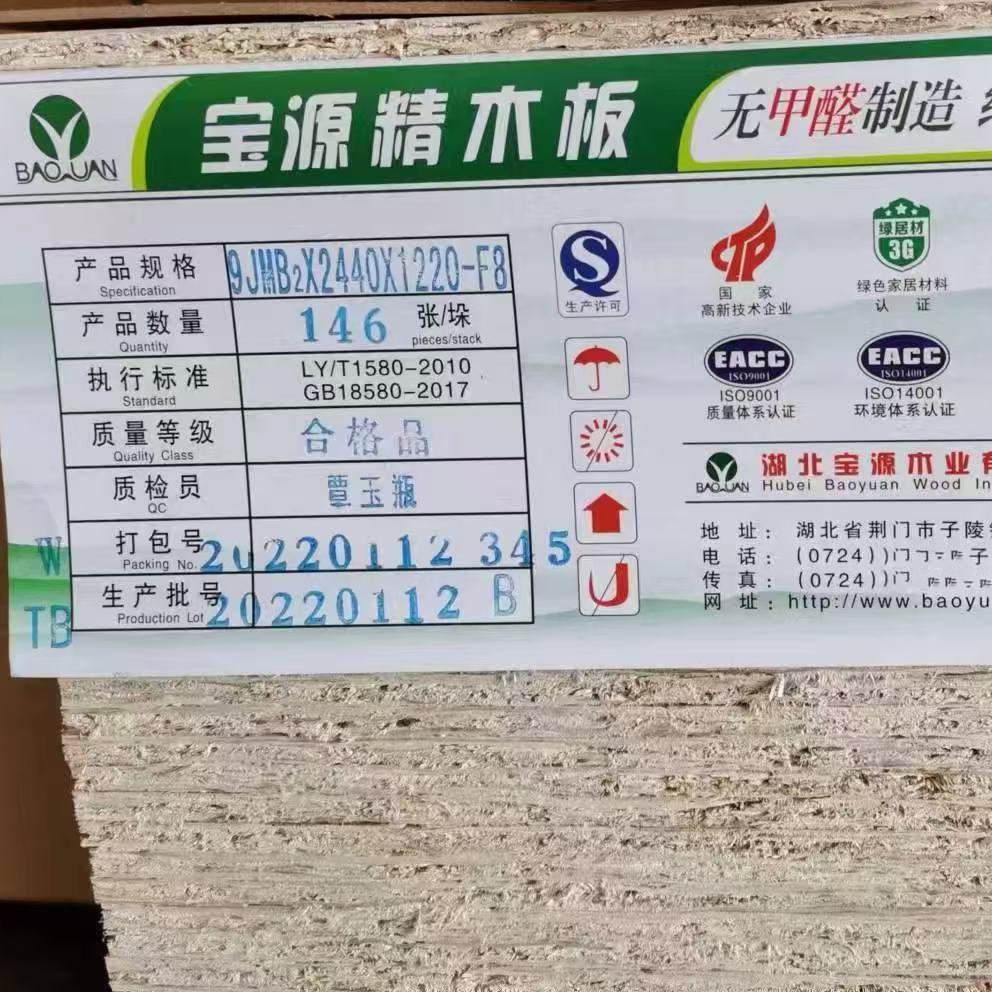 BAOYUAN
宝源精木板
无甲醛制造
产品规格
Specification
9JMB2X2440X1220-F8
产品数量
Quantity
146 张/垛
pieces/stack
执行标准
Standard
LY/T1580-2010
GB18580-2017
质量等级
Quality Class
合格品
质检员
QC
覃玉瓶
W
打包号
Packing No.
20220112 345
TB
生产批号
Production Lot
20220112 B
生产许可
国家
高新技术企业
绿居材
3G
绿色家居材料
认证
EACC
ISO9001
ISO9001
质量体系认证
EACC
ISO14001
ISO14001
环境体系认证
BAOYUAN
湖北宝源木业有
Hubei Baoyuan Wood In
地址：湖北省荆门市子陵
电话：(0724)
传真：(0724)
网址：http://www.baoyu